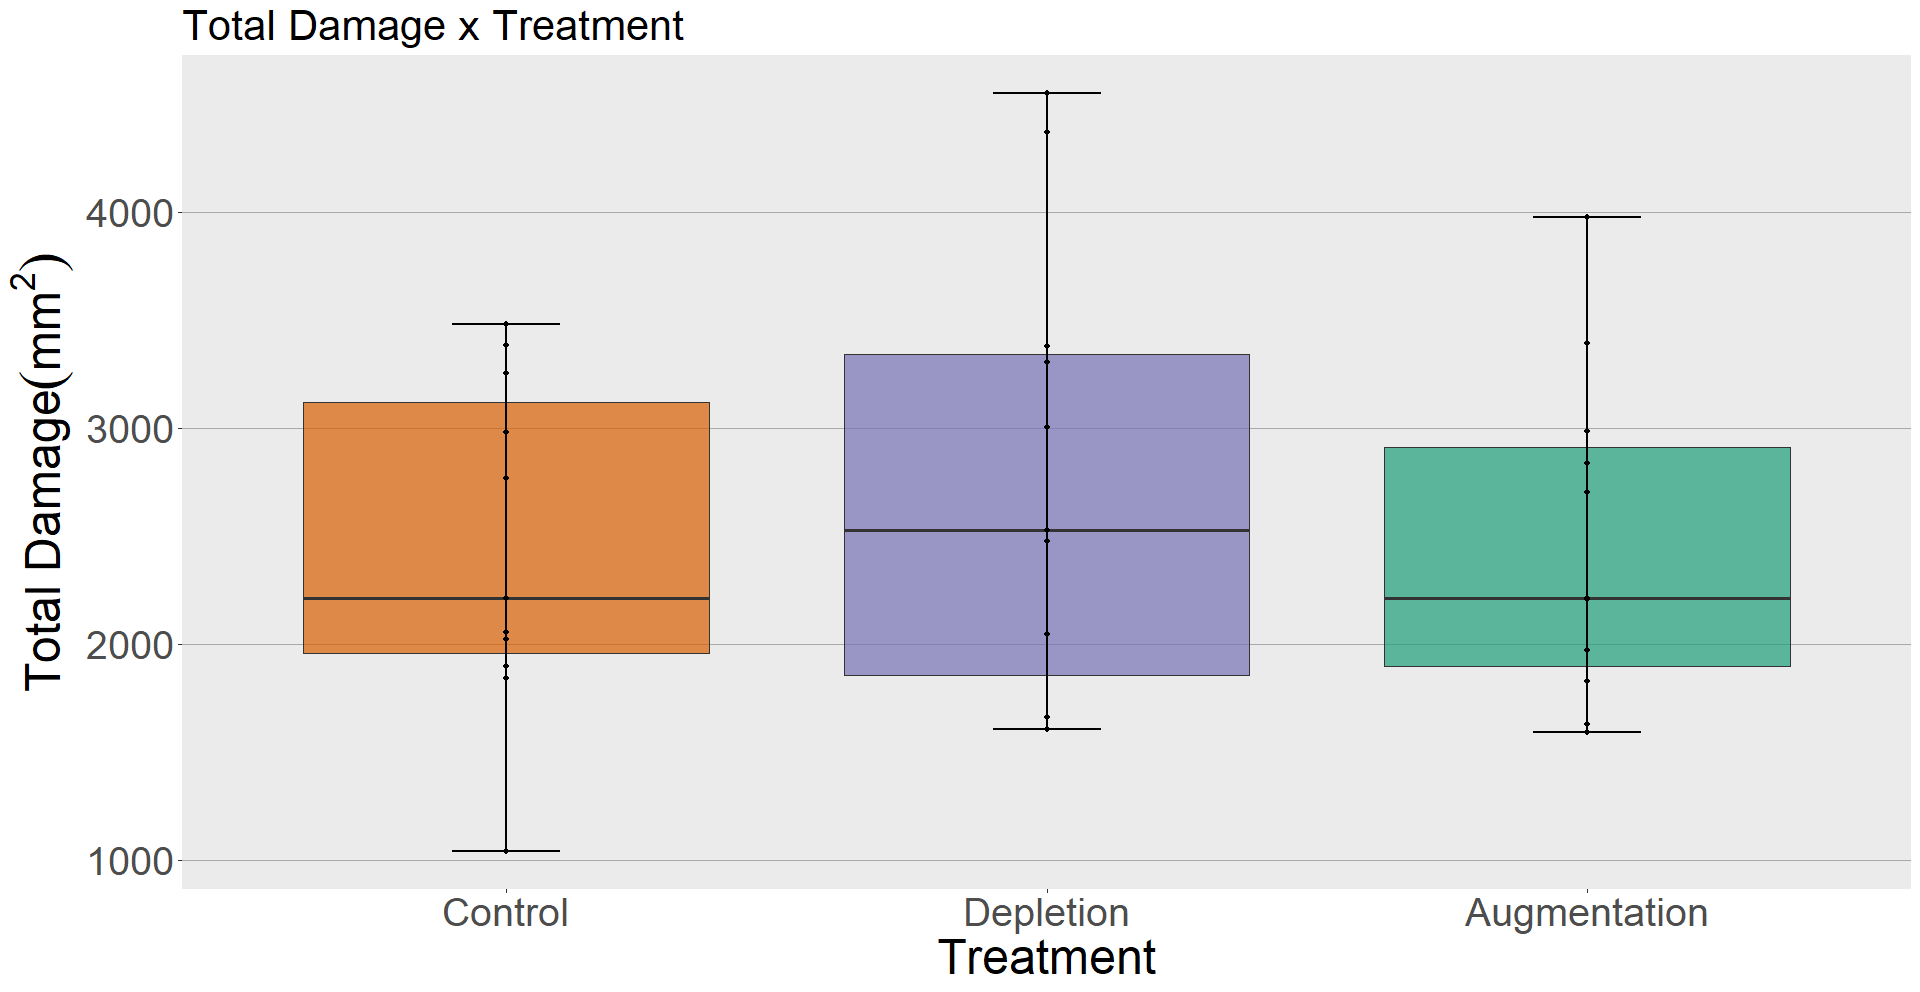 Total Damage x Treatment
Total Damage(mm²)
4000
3000
2000
1000
Control
Depletion
Augmentation
Treatment